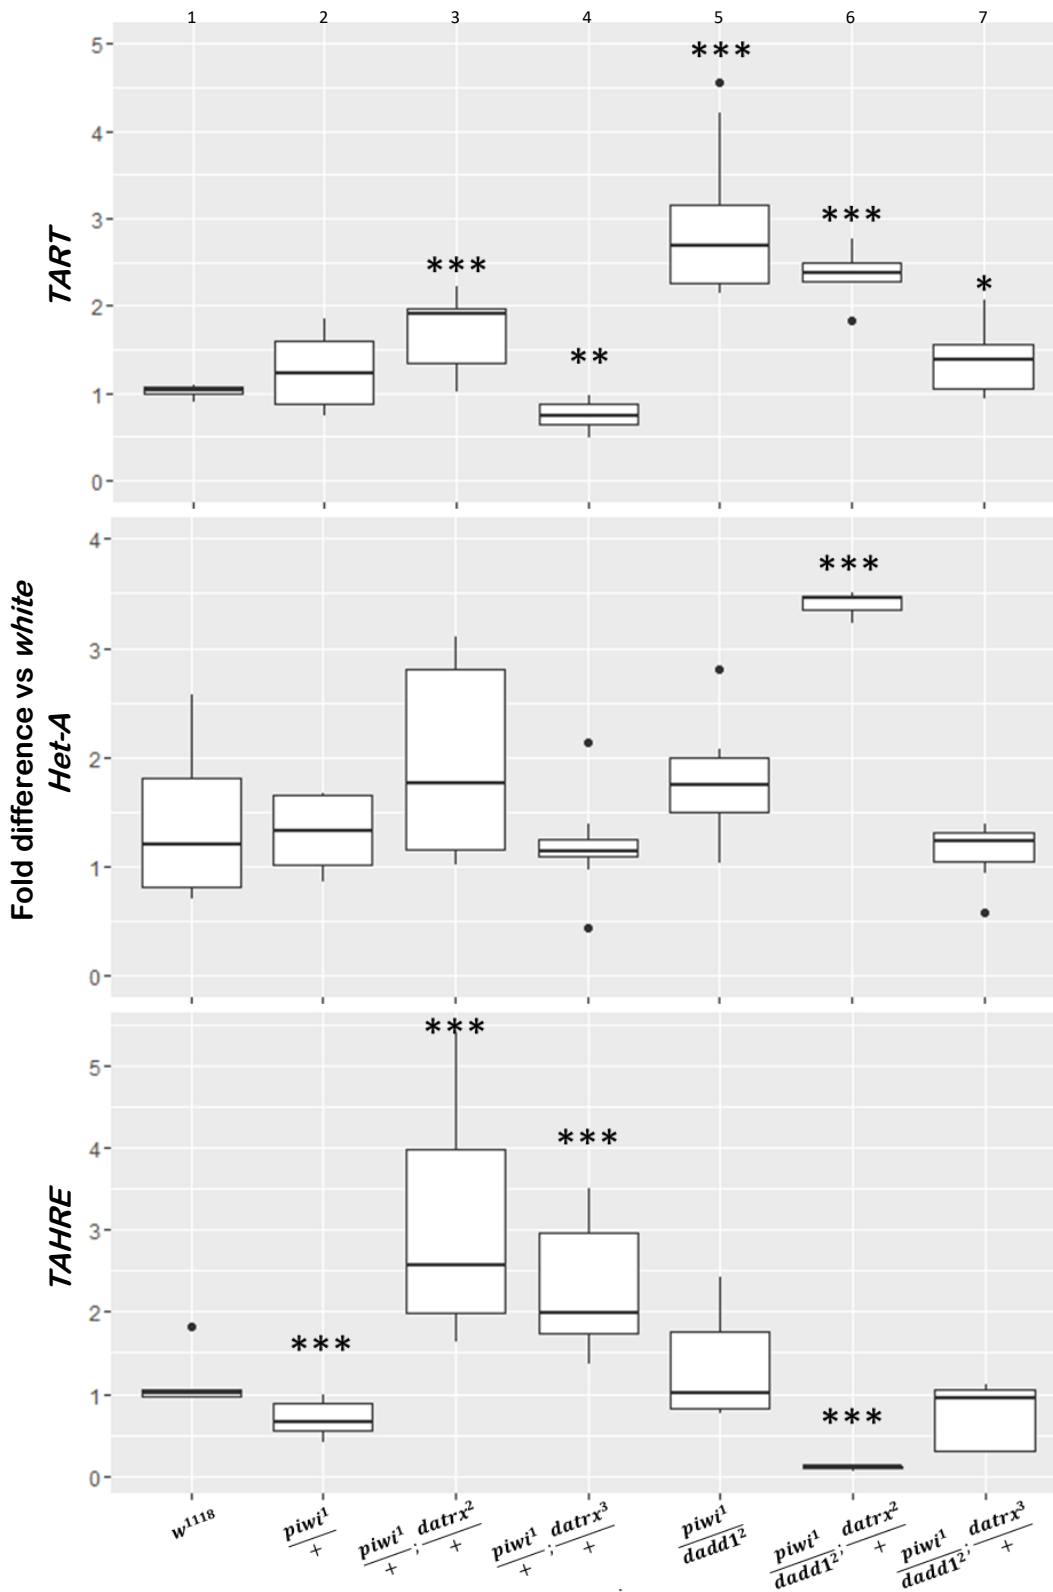 1 2 3 4 5 6 7
Fold difference vs white
TART
5
4
3
2
1
0
***
**
***
***
*
Het-A
4
3
2
1
0
***
TAHRE
5
4
3
2
1
0
***
***
***
***
w¹¹¹⁸
piwi¹/+
piwi¹/+ ; datrx²/+
piwi¹/+ ; datrx³/+
piwi¹/dadd1²
piwi¹/dadd1² ; datrx²/+
piwi¹/dadd1² ; datrx³/+